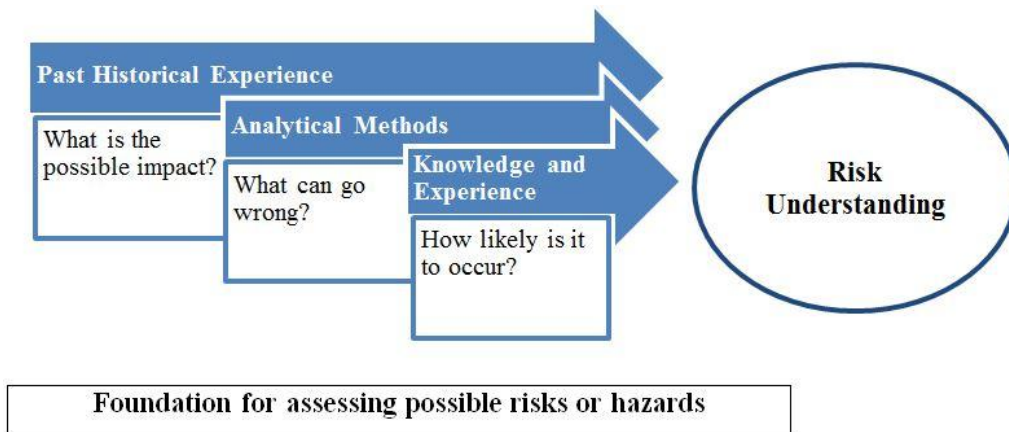 Past Historical Experience
What is the
possible impact?
Analytical Methods
What can go
wrong?
Knowledge and
Experience
How likely is it
to occur?
Risk
Understanding
Foundation for assessing possible risks or hazards